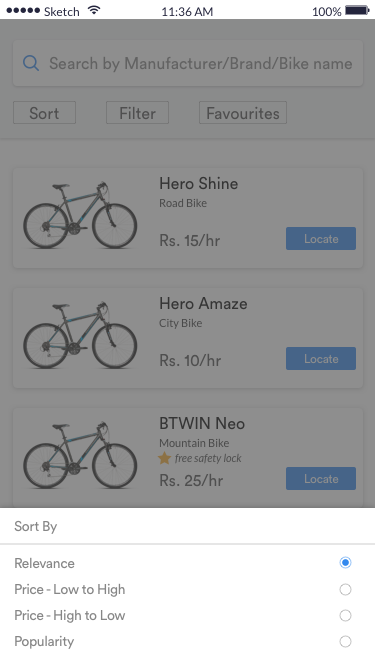 Sketch 11:36 AM 100%
Search by Manufacturer/Brand/Bike name
Sort Filter Favourites
Hero Shine
Road Bike
Rs. 15/hr Locate
Hero Amaze
City Bike
Rs. 10/hr Locate
BTWIN Neo
Mountain Bike
free safety lock
Rs. 25/hr Locate
Sort By
Relevance
Price - Low to High
Price - High to Low
Popularity